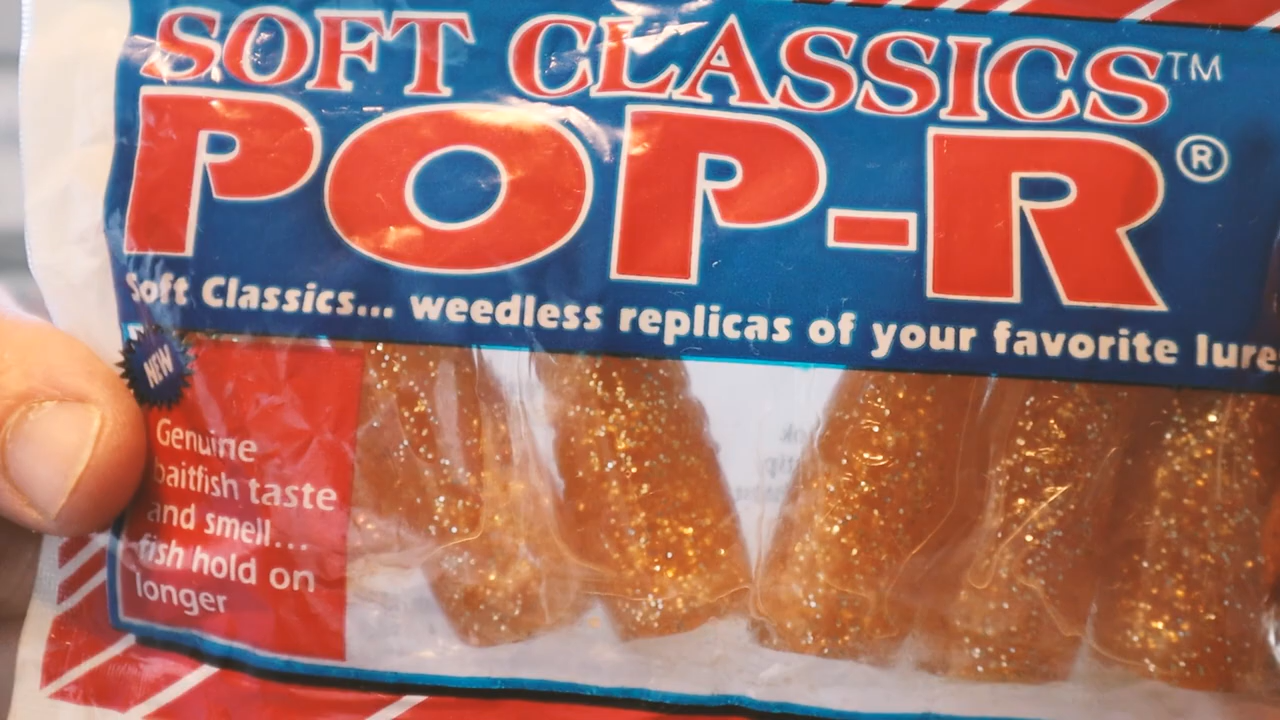 SOFT CLASSICS™
POP-R®
Soft Classics... weedless replicas of your favorite lure
NEW
Genuine
baitfish taste
and smell...
fish hold on
longer